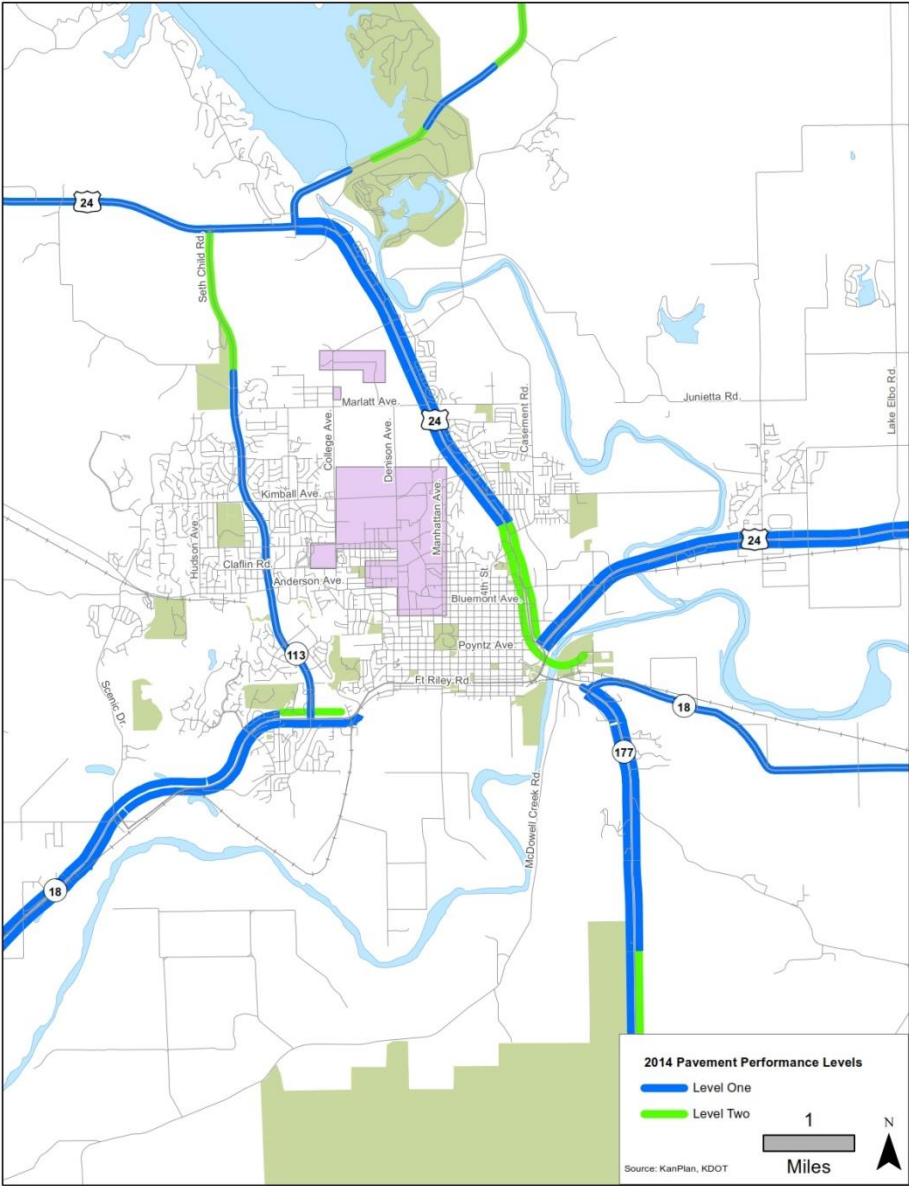 24
Seth Child Rd.
Marlatt Ave.
Junietta Rd.
Lake Elbo Rd.
24
College Ave.
Denison Ave.
Casement Rd.
Kimball Ave.
Manhattan Ave.
24
Hudson Ave.
Claflin Rd.
Anderson Ave.
4th St.
Bluemont Ave.
Poyntz Ave.
113
Ft Riley Rd.
Scenic Dr.
18
177
McDowell Creek Rd.
18
2014 Pavement Performance Levels
Level One
Level Two
1
Miles
N
Source: KanPlan, KDOT